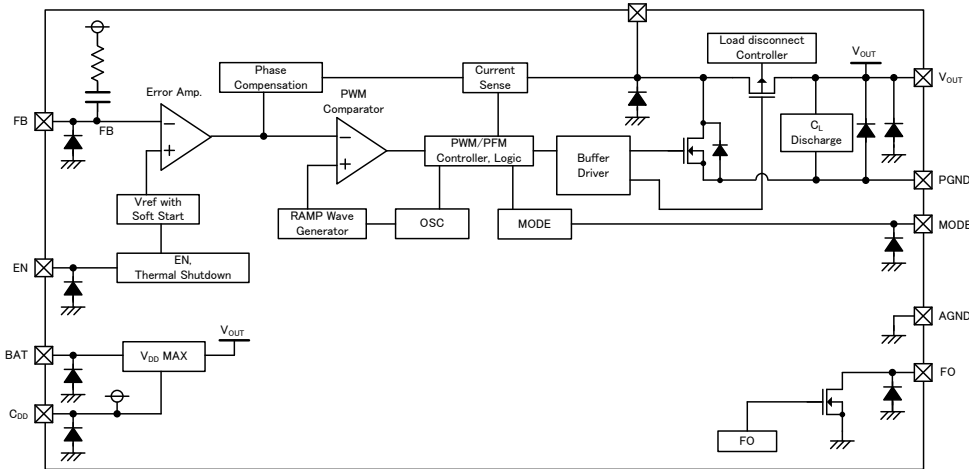 Load disconnect
Controller
VOUT
VOUT
Phase
Compensation
Current
Sense
Error Amp.
PWM
Comparator
FB
FB
CL
Discharge
PWM/PFM
Controller, Logic
Buffer
Driver
PGND
Vref with
Soft Start
RAMP Wave
Generator
OSC
MODE
MODE
EN
EN,
Thermal Shutdown
AGND
VOUT
BAT
VDD MAX
FO
CDD
FO